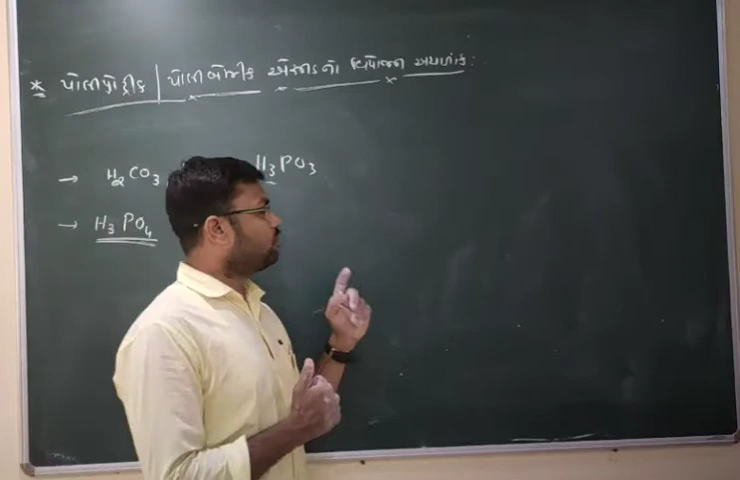 * પોલીપ્રોટીક | પોલીબેઝીક એસીડનો વિયોજન અચળાંક :
→ H₂CO₃ H₃PO₃
→ H₃PO₄